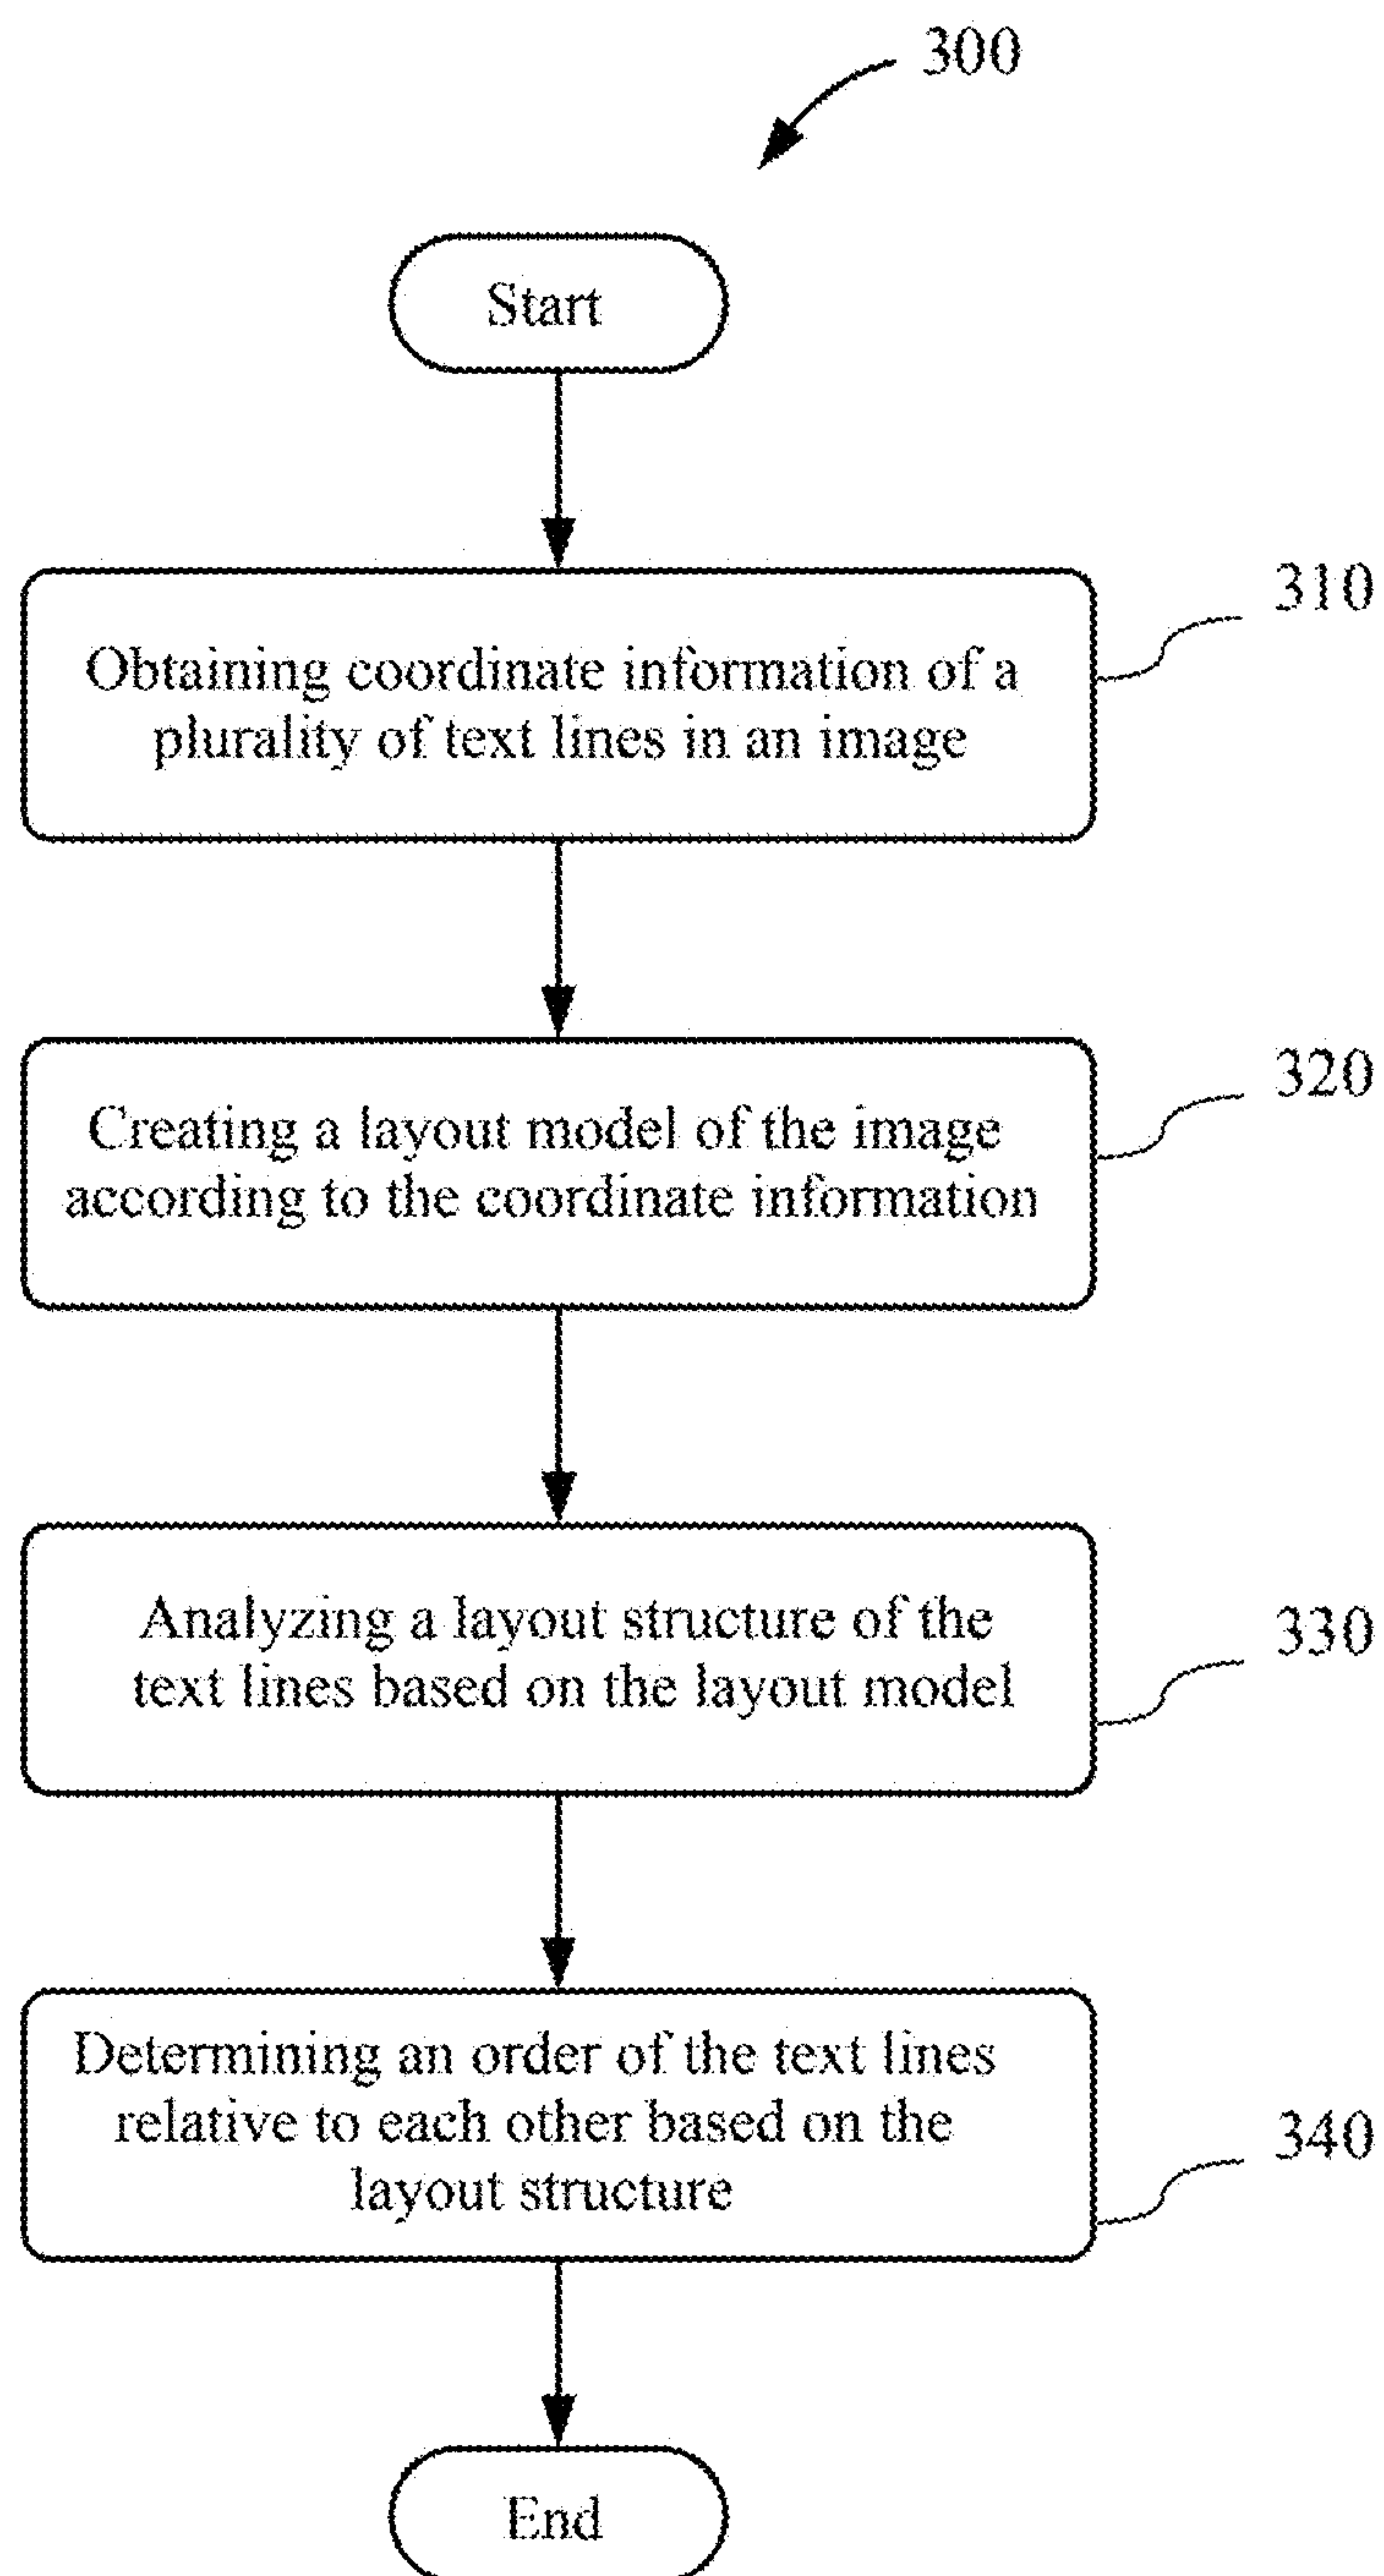 300
Start
310
Obtaining coordinate information of a
plurality of text lines in an image
320
Creating a layout model of the image
according to the coordinate information
330
Analyzing a layout structure of the
text lines based on the layout model
340
Determining an order of the text lines
relative to each other based on the
layout structure
End